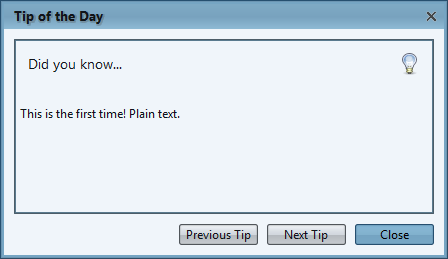 Tip of the Day
Did you know...
This is the first time! Plain text.
Previous Tip
Next Tip
Close